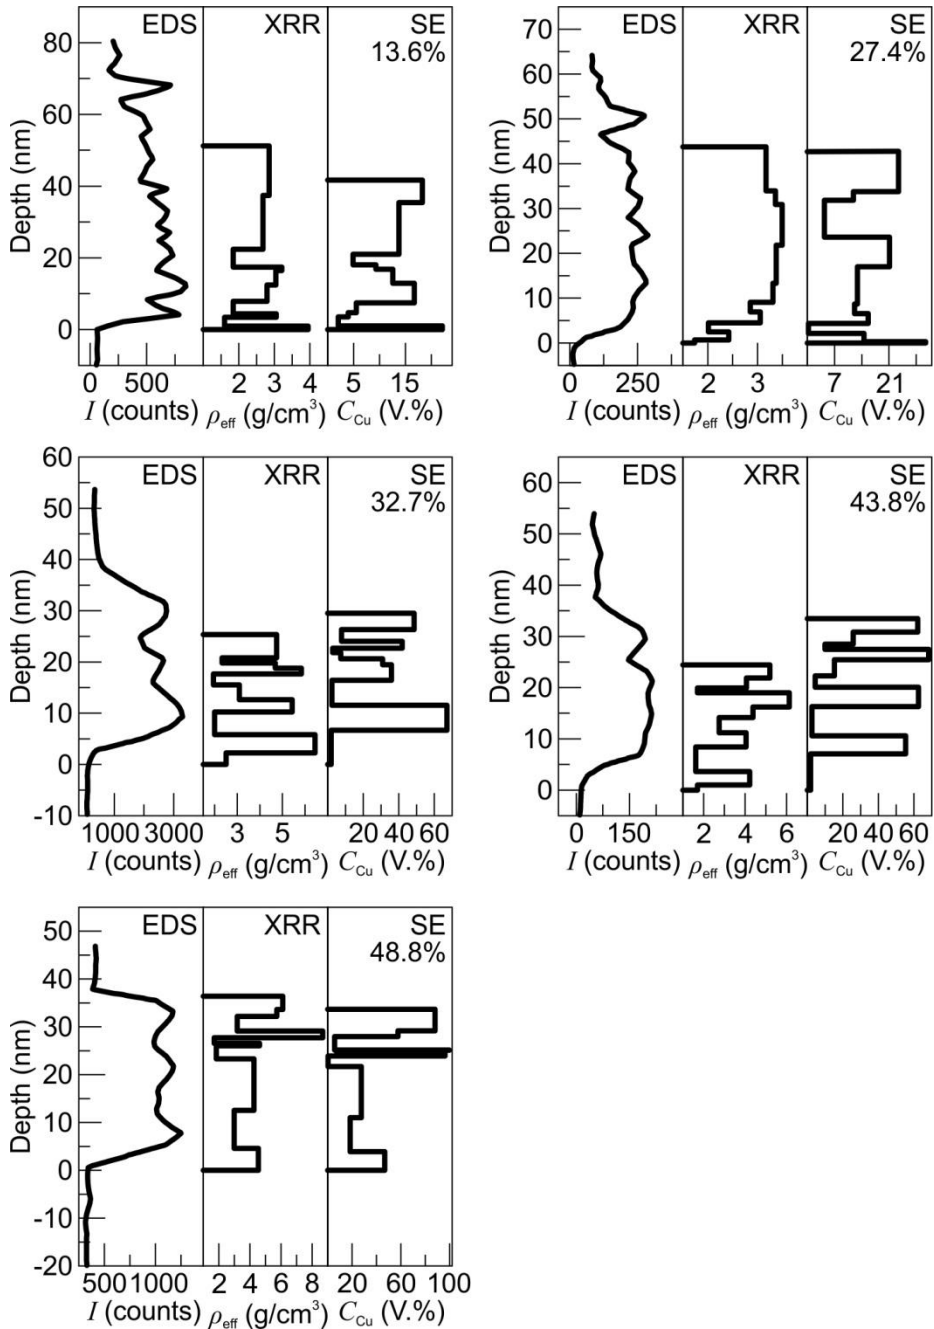 EDS XRR SE
13.6%
80
60
40
20
0
Depth (nm)
0 500 2 3 4 5 15
I (counts) ρeff (g/cm³) CCu (V.%)
EDS XRR SE
27.4%
70
60
50
40
30
20
10
0
Depth (nm)
0 250 2 3 7 21
I (counts) ρeff (g/cm³) CCu (V.%)
EDS XRR SE
32.7%
60
50
40
30
20
10
0
-10
Depth (nm)
1000 3000 3 5 20 40 60
I (counts) ρeff (g/cm³) CCu (V.%)
EDS XRR SE
43.8%
60
50
40
30
20
10
0
Depth (nm)
0 150 2 4 6 20 40 60
I (counts) ρeff (g/cm³) CCu (V.%)
EDS XRR SE
48.8%
50
40
30
20
10
0
-10
-20
Depth (nm)
500 1000 2 4 6 8 20 60 100
I (counts) ρeff (g/cm³) CCu (V.%)